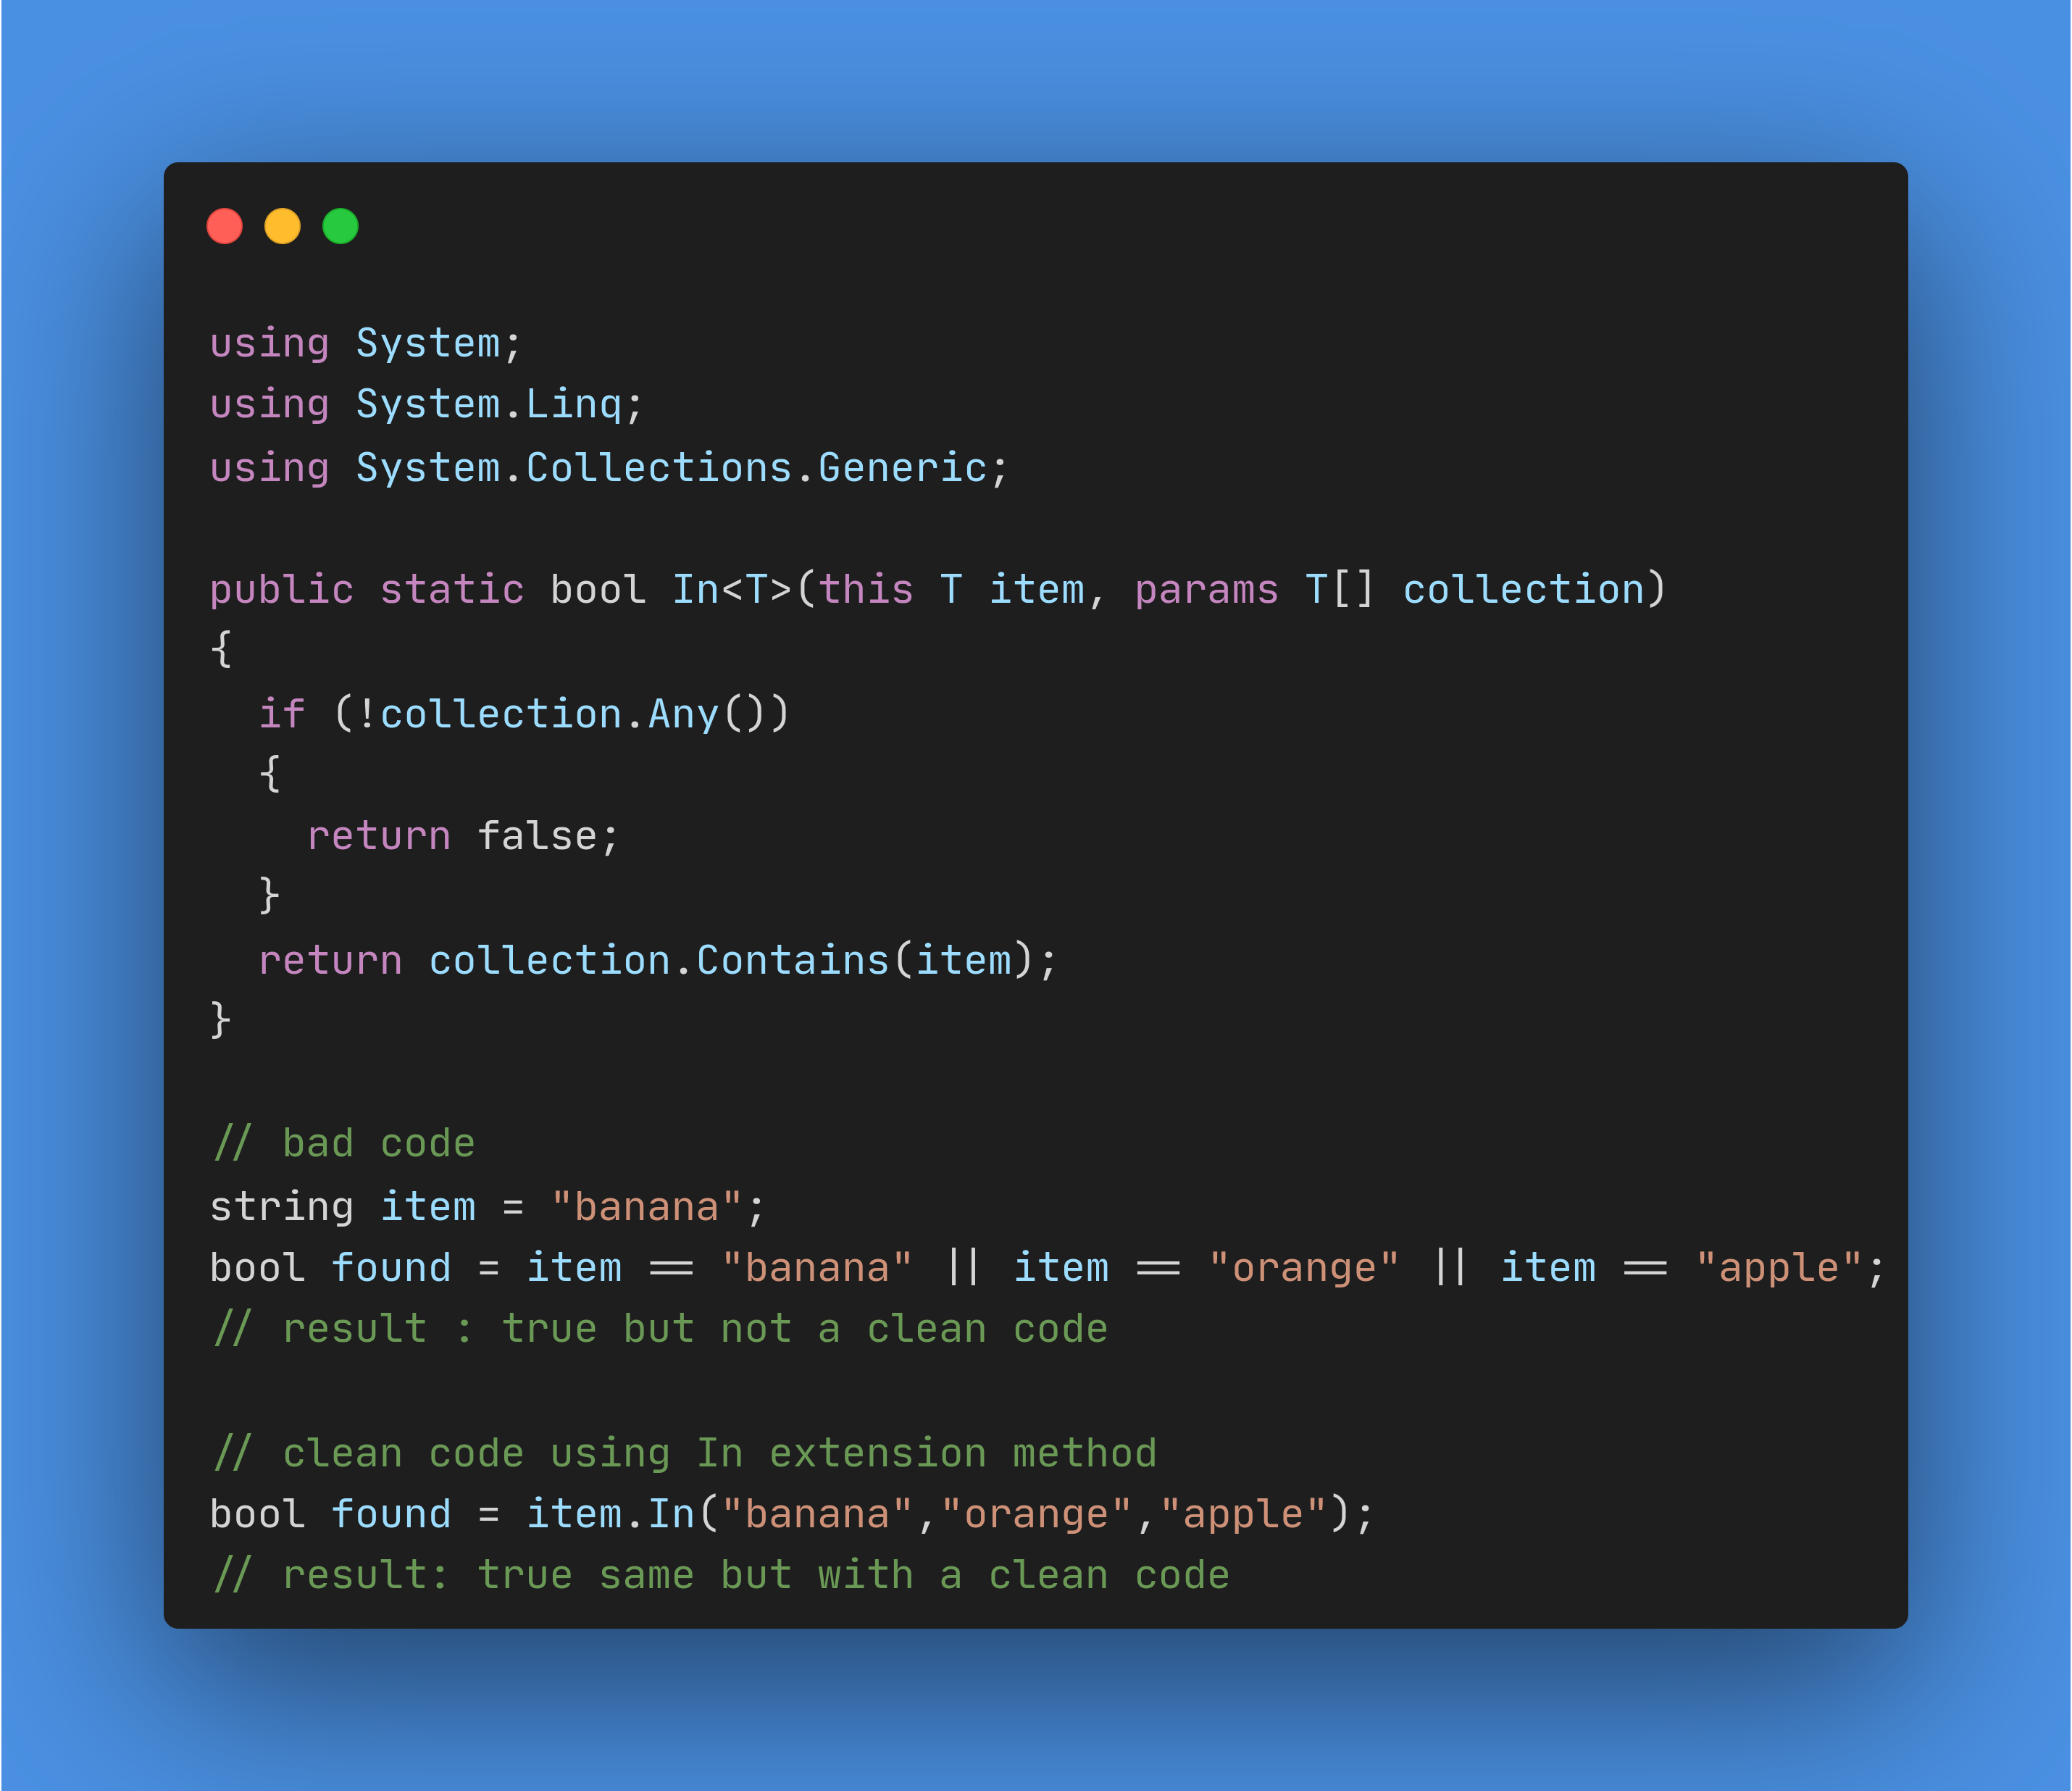 using System;
using System.Linq;
using System.Collections.Generic;
public static bool In<T>(this T item, params T[] collection)
{
if (!collection.Any())
{
return false;
}
return collection.Contains(item);
}
// bad code
string item = "banana";
bool found = item == "banana" || item == "orange" || item == "apple";
// result : true but not a clean code
// clean code using In extension method
bool found = item.In("banana","orange","apple");
// result: true same but with a clean code